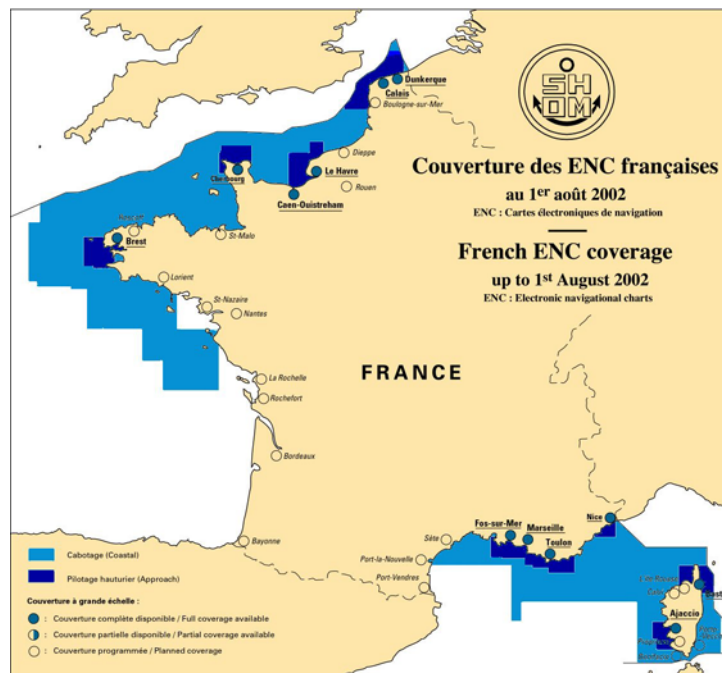 SH
DM
Couverture des ENC françaises
au 1er août 2002
ENC : Cartes électroniques de navigation
French ENC coverage
up to 1st August 2002
ENC : Electronic navigational charts
Dunkerque
Calais
Boulogne-sur-Mer
Dieppe
Le Havre
Rouen
Cherbourg
Caen-Ouistreham
Roscoff
Brest
St-Malo
Lorient
St-Nazaire
Nantes
FRANCE
La Rochelle
Rochefort
Bordeaux
Bayonne
Nice
Fos-sur-Mer
Marseille
Toulon
Sète
Port-la-Nouvelle
Port-Vendres
Calvi
Ajaccio
Cabotage (Coastal)
Pilotage hauturier (Approach)
Couverture à grande échelle :
: Couverture complète disponible / Full coverage available
: Couverture partielle disponible / Partial coverage available
: Couverture programmée / Planned coverage